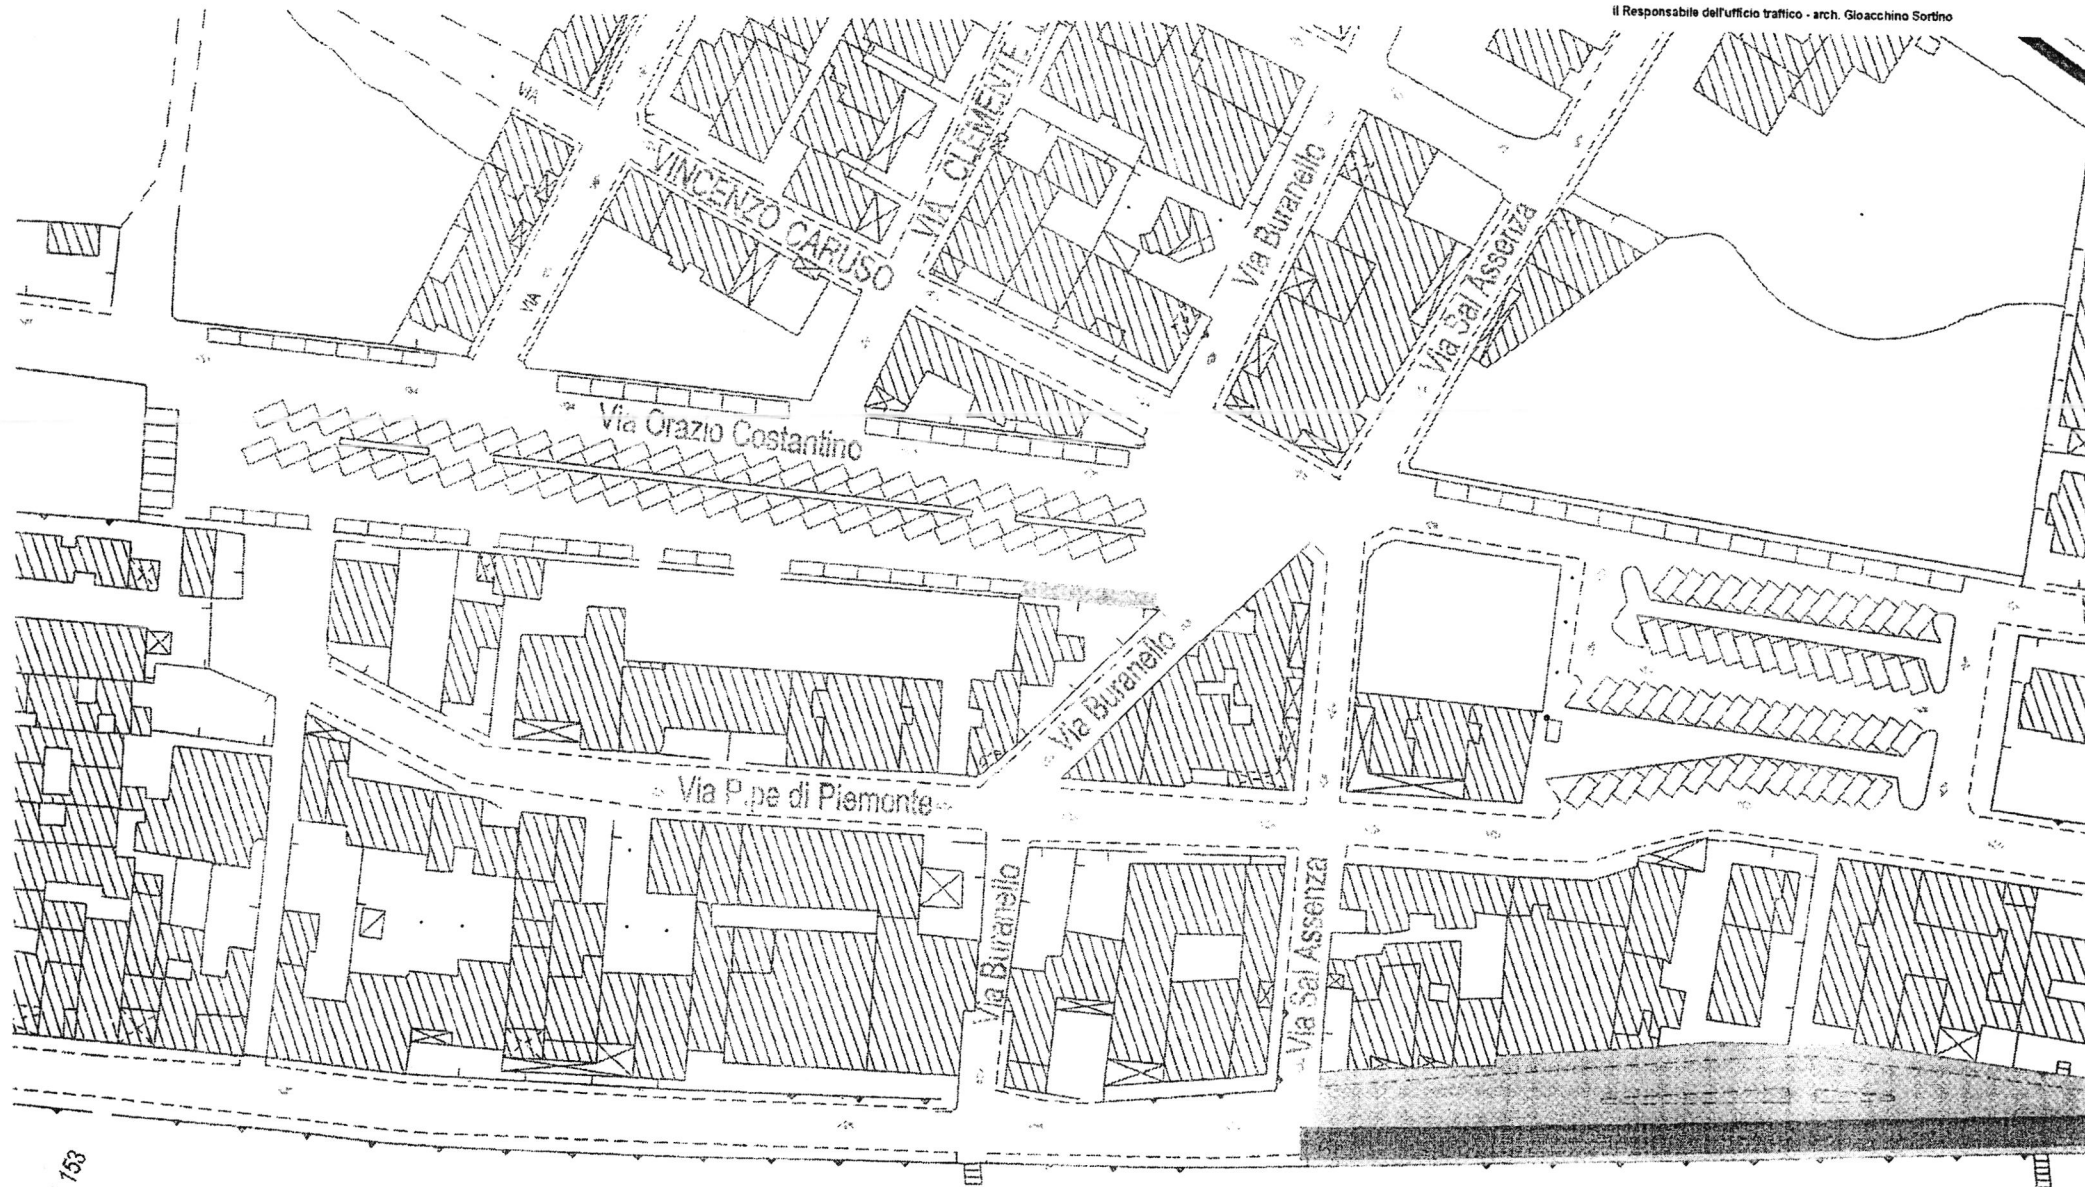 il Responsabile dell'ufficio traffico - arch. Gioacchino Sortino
VIA
VIA CLEMENTE
VINCENZO CARUSO
Via Buranello
Via Sal Assenza
VIA
Via Orazio Costantino
Via Buranello
Via P.pe di Piemonte
Via Buranello
Via Sal Assenza
153